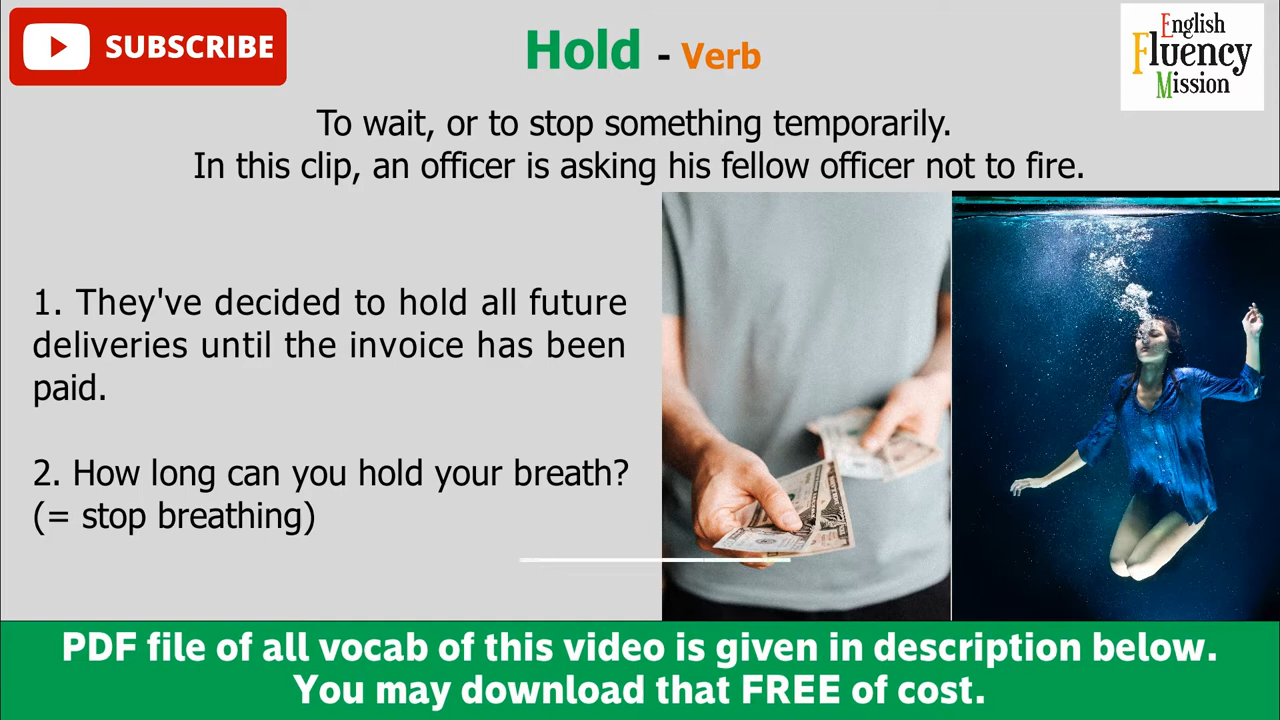 SUBSCRIBE
Hold - Verb
English
Fluency
Mission
To wait, or to stop something temporarily.
In this clip, an officer is asking his fellow officer not to fire.
1. They've decided to hold all future
deliveries until the invoice has been
paid.
2. How long can you hold your breath?
(= stop breathing)
PDF file of all vocab of this video is given in description below.
You may download that FREE of cost.